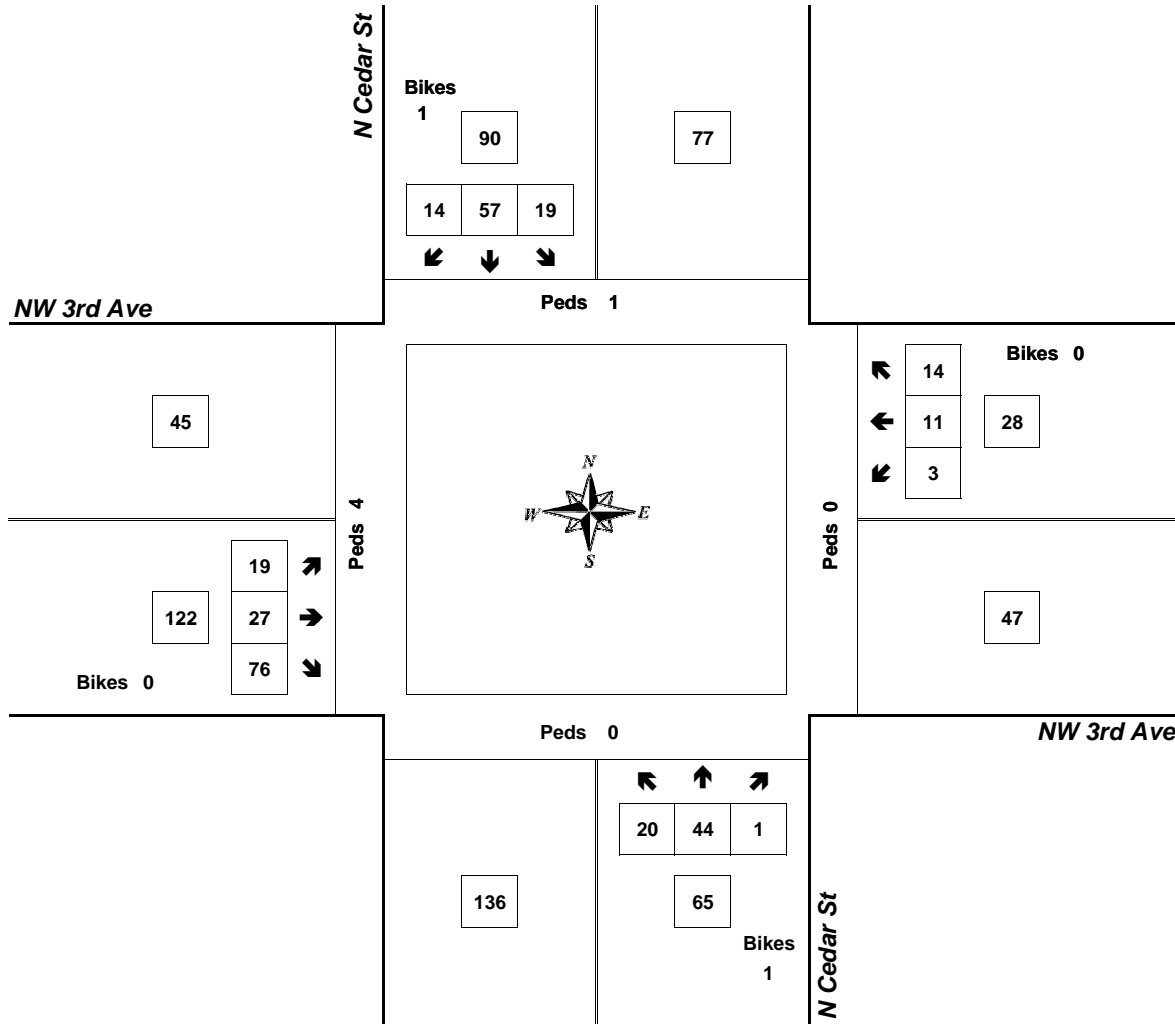 N Cedar St
Bikes
1
90
77
14 57 19
Peds 1
NW 3rd Ave
Bikes 0
14
45
11 28
3
N
W E
S
Peds 4
Peds 0
19
122 27
47
76
Bikes 0
Peds 0
NW 3rd Ave
20 44 1
136
65
Bikes
1
N Cedar St